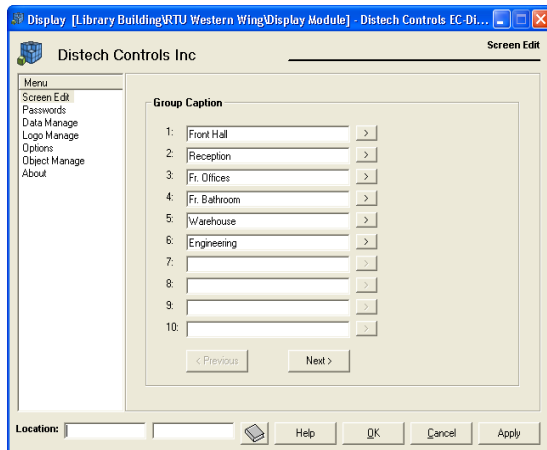 Display [Library Building\RTU Western Wing\Display Module] - Distech Controls EC-Di...
Distech Controls Inc
Screen Edit
Menu
Screen Edit
Passwords
Data Manage
Logo Manage
Options
Object Manage
About
Group Caption
1: Front Hall >
2: Reception >
3: Fr. Offices >
4: Fr. Bathroom >
5: Warehouse >
6: Engineering >
7: >
8: >
9: >
10: >
< Previous Next >
Location: Help OK Cancel Apply